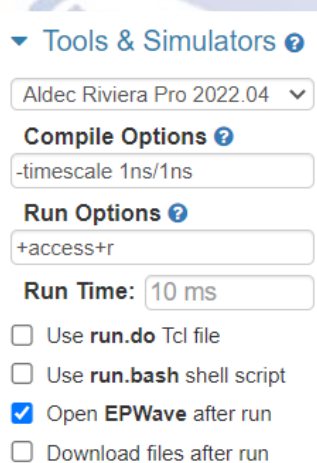 Tools & Simulators
Aldec Riviera Pro 2022.04
Compile Options
-timescale 1ns/1ns
Run Options
+access+r
Run Time: 10 ms
Use run.do Tcl file
Use run.bash shell script
Open EPWave after run
Download files after run